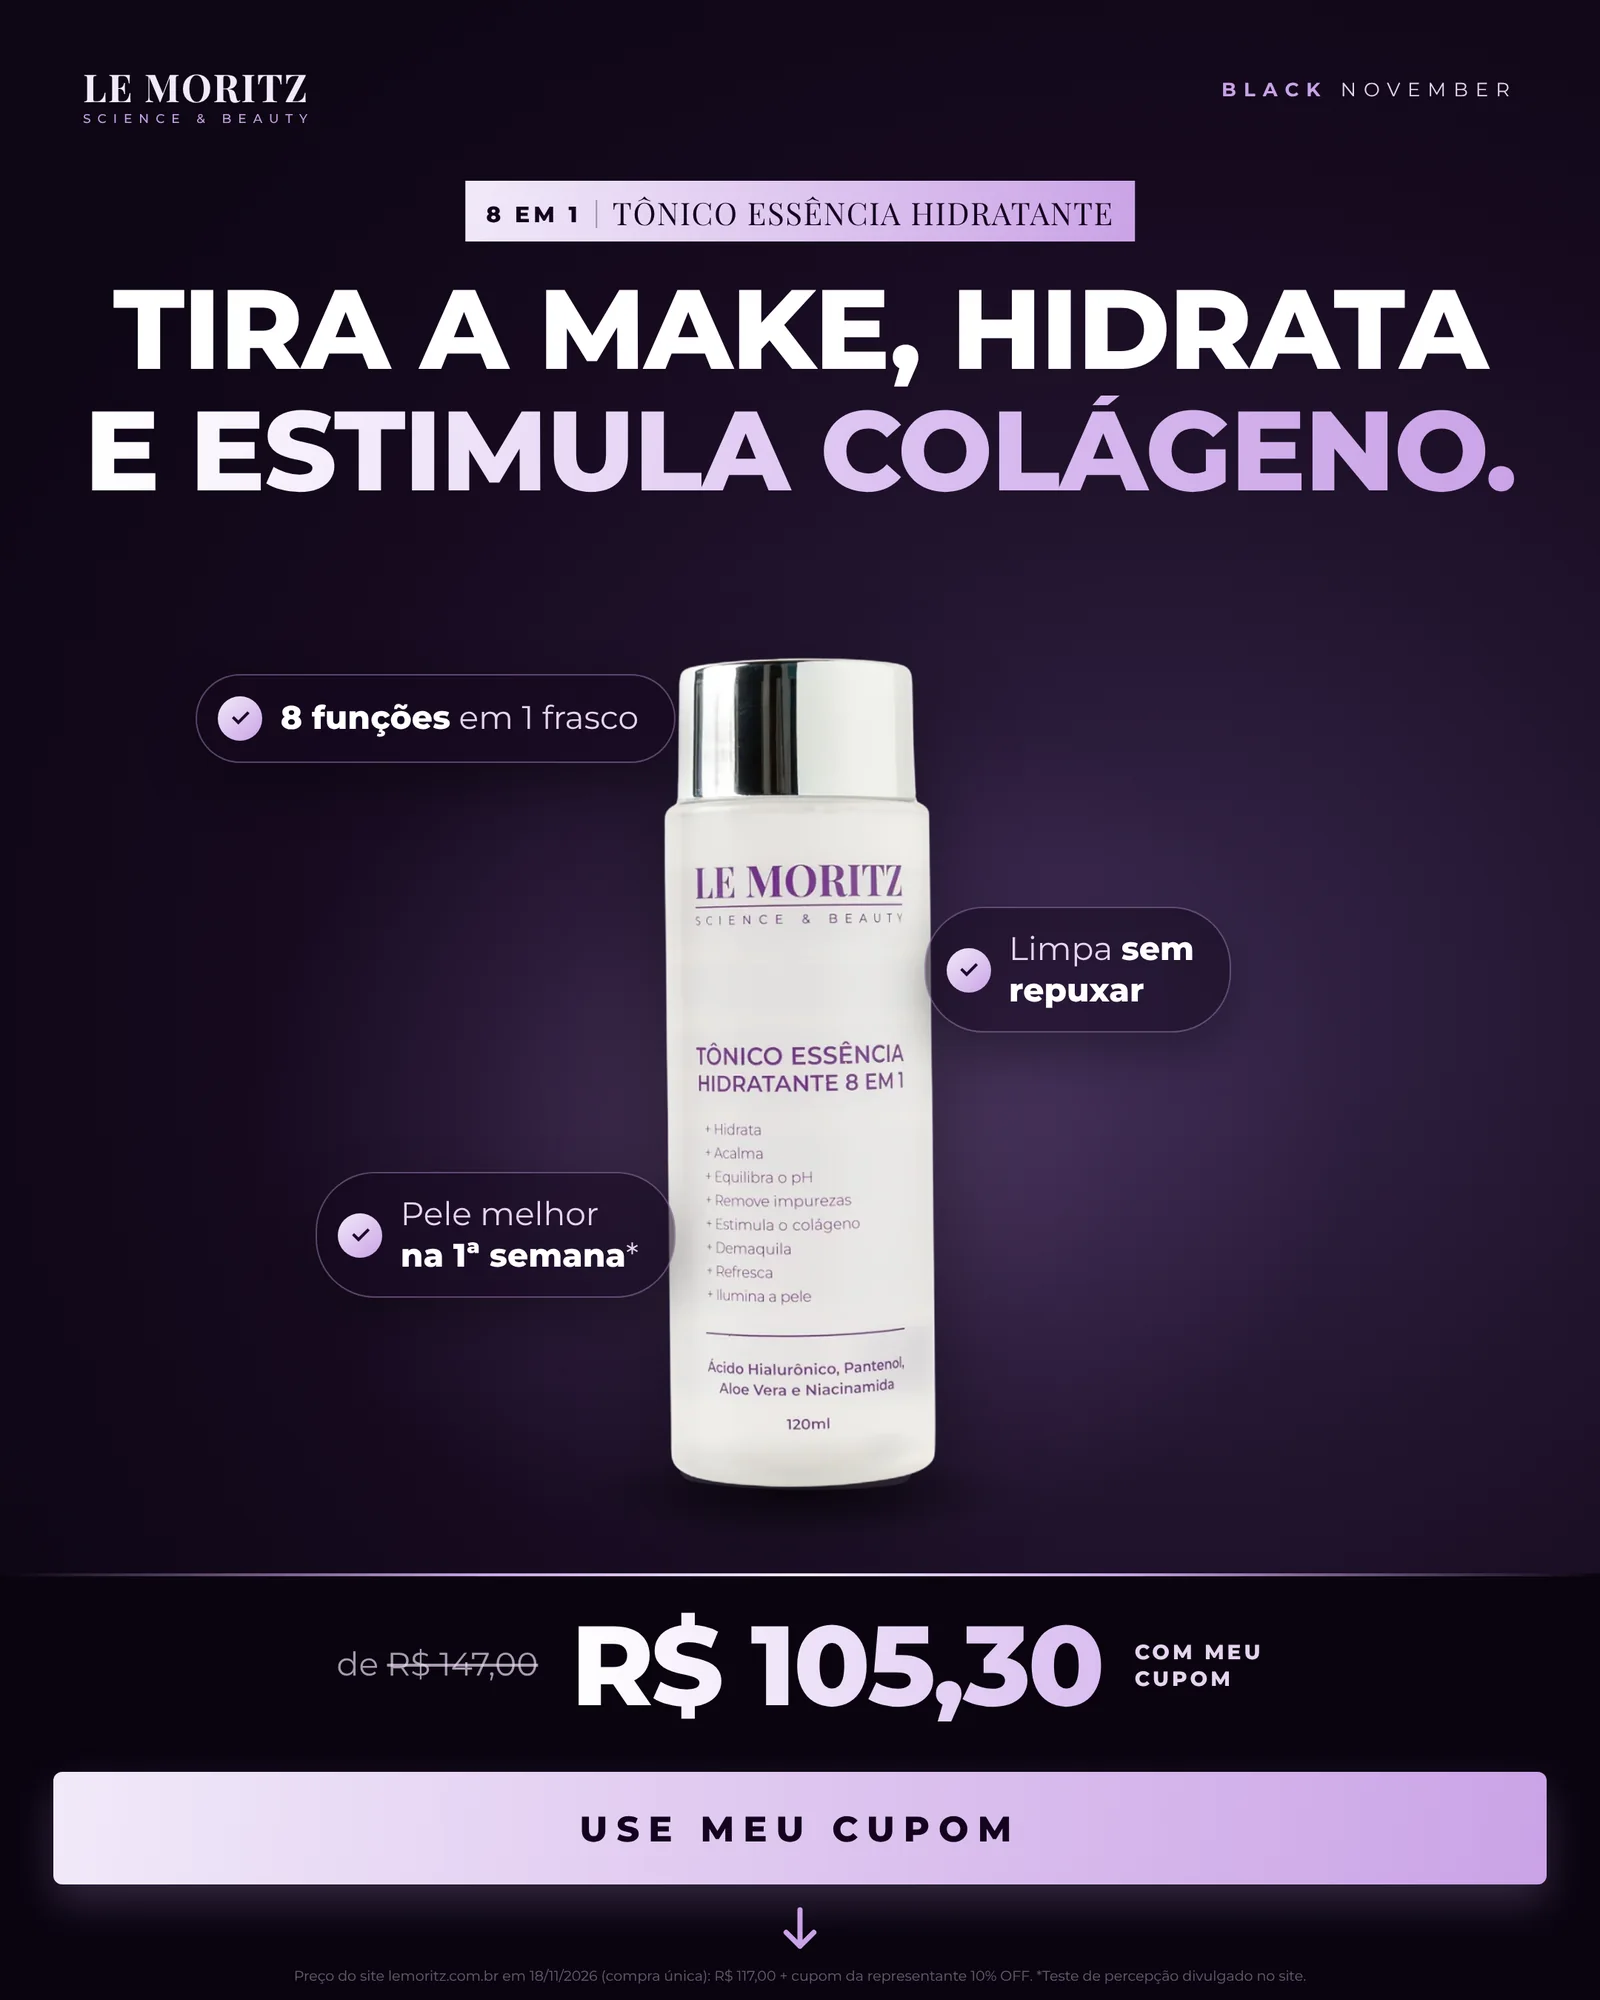 LE MORITZ
SCIENCE & BEAUTY
BLACK NOVEMBER
8 EM 1 | TÔNICO ESSÊNCIA HIDRATANTE
TIRA A MAKE, HIDRATA
E ESTIMULA COLÁGENO.
8 funções em 1 frasco
LE MORITZ
SCIENCE & BEAUTY
Limpa sem
repuxar
TÔNICO ESSÊNCIA
HIDRATANTE 8 EM 1
+ Hidrata
+ Acalma
+ Equilibra o pH
+ Remove impurezas
+ Estimula o colágeno
+ Demaquila
+ Refresca
+ Ilumina a pele
Pele melhor
na 1ª semana*
Ácido Hialurônico, Pantenol,
Aloe Vera e Niacinamida
120ml
de R$ 147,00 R$ 105,30
COM MEU
CUPOM
USE MEU CUPOM
Preço do site lemoritz.com.br em 18/11/2026 (compra única): R$ 117,00 + cupom da representante 10% OFF. *Teste de percepção divulgado no site.